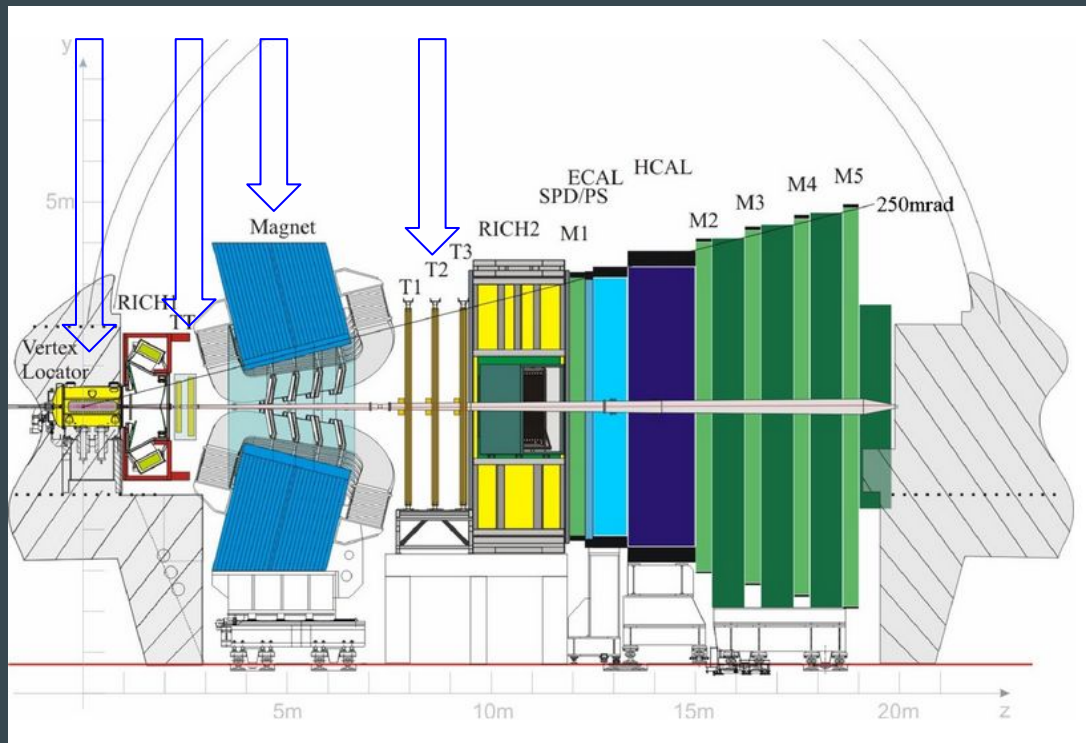 y
5m
Magnet
RICH
TT
Vertex
Locator
T1
T2
T3
RICH2
M1
SPD/PS
ECAL
HCAL
M2
M3
M4
M5
250mrad
5m
10m
15m
20m
z